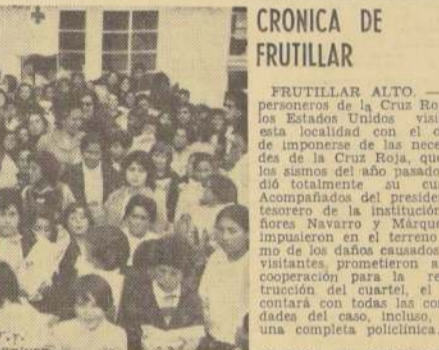 CRONICA DE
FRUTILLAR
FRUTILLAR ALTO. —
personeros de la Cruz Ro
los Estados Unidos visi
esta localidad con el
de imponerse de las nece
des de la Cruz Roja, que
los sismos del año pasado
dió totalmente su cu
Acompañados del preside
tesorero de la institución
ñores Navarro y Márque
impusieron en el terreno
mo de los daños causados
visitantes prometieron a
cooperación para la re
trucción del cuartel, el
contará con todas las co
dades del caso, incluso,
una completa policlínica.